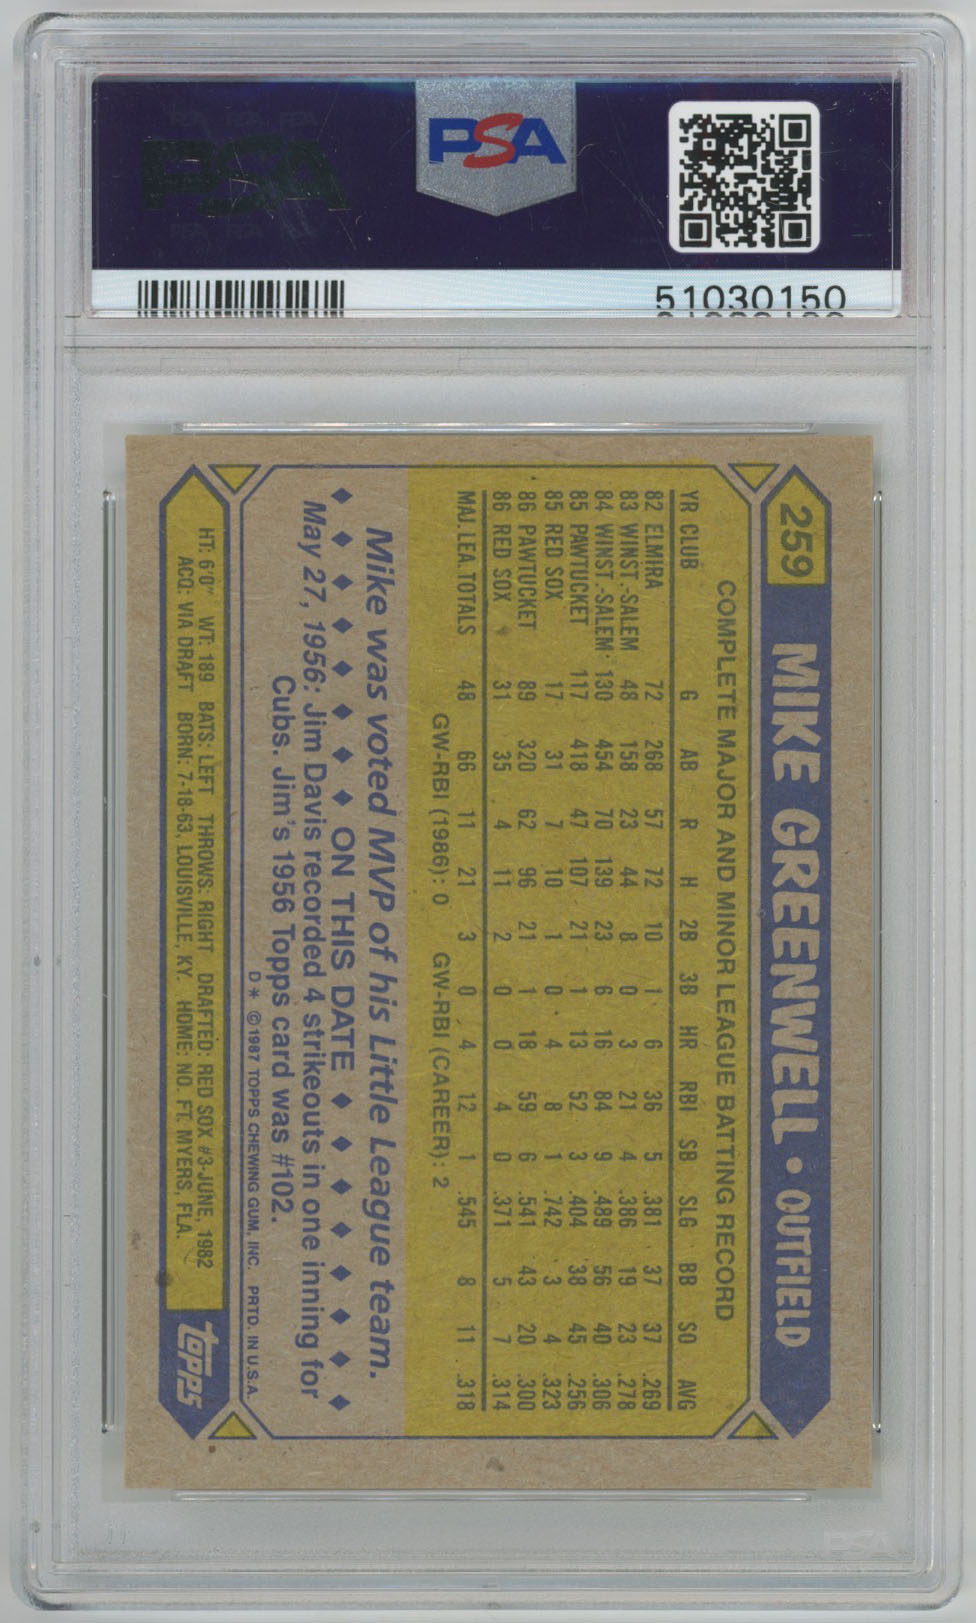 PSA
PSA
51030150
259 MIKE GREENWELL • OUTFIELD
COMPLETE MAJOR AND MINOR LEAGUE BATTING RECORD
YR CLUB G AB R H 2B 3B HR RBI SB SLG BB SO AVG
82 ELMIRA 72 268 57 72 10 1 6 36 5 .381 37 37 .269
83 WINST.-SALEM 48 158 23 44 8 0 3 21 4 .386 19 23 .278
84 WINST.-SALEM 130 454 70 139 23 6 16 84 9 .489 56 40 .306
85 PAWTUCKET 117 418 47 107 21 1 13 52 3 .404 38 45 .256
85 RED SOX 17 31 7 10 1 0 4 8 1 .742 3 4 .323
86 PAWTUCKET 89 320 62 96 21 1 18 59 6 .541 43 20 .300
86 RED SOX 31 35 4 11 2 0 0 4 0 .371 5 7 .314
MAJ. LEA. TOTALS 48 66 11 21 3 0 4 12 1 .545 8 11 .318
GW-RBI (1986): 0 GW-RBI (CAREER): 2
Mike was voted MVP of his Little League team.
ON THIS DATE
May 27, 1956: Jim Davis recorded 4 strikeouts in one inning for
Cubs. Jim's 1956 Topps card was #102.
D* © 1987 TOPPS CHEWING GUM, INC. PRTD. IN U.S.A.
HT: 6'0" WT: 189 BATS: LEFT THROWS: RIGHT DRAFTED: RED SOX #3-JUNE, 1982
ACQ: VIA DRAFT BORN: 7-18-63, LOUISVILLE, KY. HOME: NO. FT. MYERS, FLA.
topps